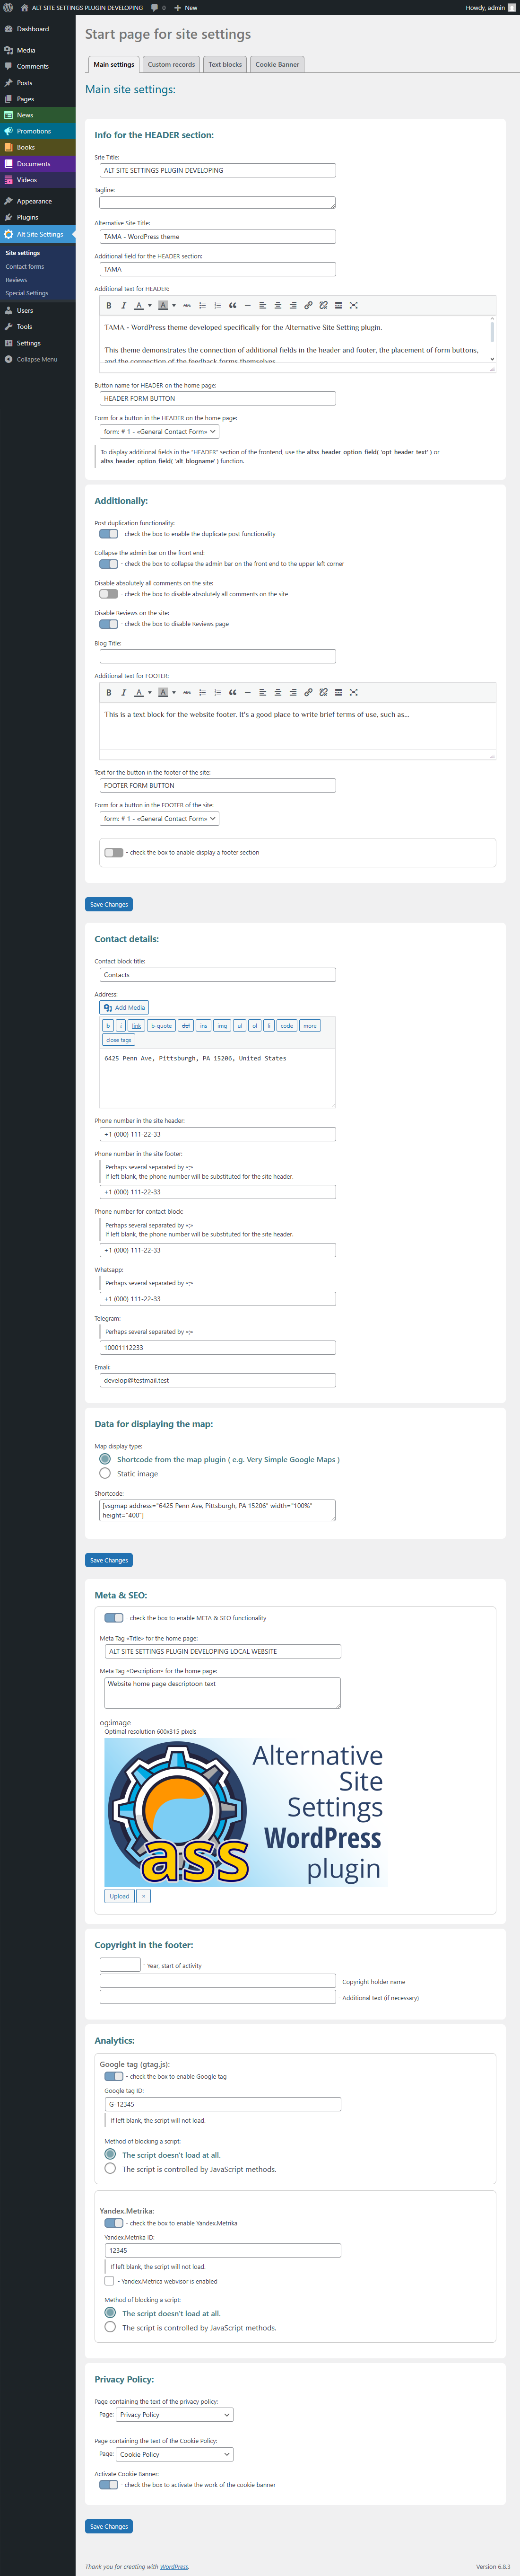 ALT SITE SETTINGS PLUGIN DEVELOPING 0 New Howdy, admin
Dashboard
Media
Comments
Posts
Pages
News
Promotions
Books
Documents
Videos
Appearance
Plugins
Alt Site Settings
Site settings
Contact forms
Reviews
Special Settings
Users
Tools
Settings
Collapse Menu
Start page for site settings
Main settings Custom records Text blocks Cookie Banner
Main site settings:
Info for the HEADER section:
Site Title:
ALT SITE SETTINGS PLUGIN DEVELOPING
Tagline:
Alternative Site Title:
TAMA - WordPress theme
Additional field for the HEADER section:
TAMA
Additional text for HEADER:
B I A A ABC
TAMA - WordPress theme developed specifically for the Alternative Site Setting plugin.
This theme demonstrates the connection of additional fields in the header and footer, the placement of form buttons,
and the connection of the feedback forms themselves
Button name for HEADER on the home page:
HEADER FORM BUTTON
Form for a button in the HEADER on the home page:
form: # 1 - «General Contact Form»
To display additional fields in the "HEADER" section of the frontend, use the altss_header_option_field( 'opt_header_text' ) or
altss_header_option_field( 'alt_blogname' ) function.
Additionally:
Post duplication functionality:
- check the box to enable the duplicate post functionality
Collapse the admin bar on the front end:
- check the box to collapse the admin bar on the front end to the upper left corner
Disable absolutely all comments on the site:
- check the box to disable absolutely all comments on the site
Disable Reviews on the site:
- check the box to disable Reviews page
Blog Title:
Additional text for FOOTER:
B I A A ABC
This is a text block for the website footer. It's a good place to write brief terms of use, such as...
Text for the button in the footer of the site:
FOOTER FORM BUTTON
Form for a button in the FOOTER of the site:
form: # 1 - «General Contact Form»
- check the box to anable display a footer section
Save Changes
Contact details:
Contact block title:
Contacts
Address:
Add Media
b i link b-quote del ins img ul ol li code more
close tags
6425 Penn Ave, Pittsburgh, PA 15206, United States
Phone number in the site header:
+1 (000) 111-22-33
Phone number in the site footer:
Perhaps several separated by «;»
If left blank, the phone number will be substituted for the site header.
+1 (000) 111-22-33
Phone number for contact block:
Perhaps several separated by «;»
If left blank, the phone number will be substituted for the site header.
+1 (000) 111-22-33
Whatsapp:
Perhaps several separated by «;»
+1 (000) 111-22-33
Telegram:
Perhaps several separated by «;»
10001112233
Email:
develop@testmail.test
Data for displaying the map:
Map display type:
Shortcode from the map plugin ( e.g. Very Simple Google Maps )
Static image
Shortcode:
[vsgmap address="6425 Penn Ave, Pittsburgh, PA 15206" width="100%"
height="400"]
Save Changes
Meta & SEO:
- check the box to enable META & SEO functionality
Meta Tag «Title» for the home page:
ALT SITE SETTINGS PLUGIN DEVELOPING LOCAL WEBSITE
Meta Tag «Description» for the home page:
Website home page descriptoon text
og:image
Optimal resolution 600x315 pixels
Alternative
Site
Settings
WordPress
plugin
ass
Upload ×
Copyright in the footer:
- Year, start of activity
- Copyright holder name
- Additional text (if necessary)
Analytics:
Google tag (gtag.js):
- check the box to enable Google tag
Google tag ID:
G-12345
If left blank, the script will not load.
Method of blocking a script:
The script doesn't load at all.
The script is controlled by JavaScript methods.
Yandex.Metrika:
- check the box to enable Yandex.Metrika
Yandex.Metrika ID:
12345
If left blank, the script will not load.
- Yandex.Metrica webvisor is enabled
Method of blocking a script:
The script doesn't load at all.
The script is controlled by JavaScript methods.
Privacy Policy:
Page containing the text of the privacy policy:
Page: Privacy Policy
Page containing the text of the Cookie Policy:
Page: Cookie Policy
Activate Cookie Banner:
- check the box to activate the work of the cookie banner
Save Changes
Thank you for creating with WordPress. Version 6.8.3